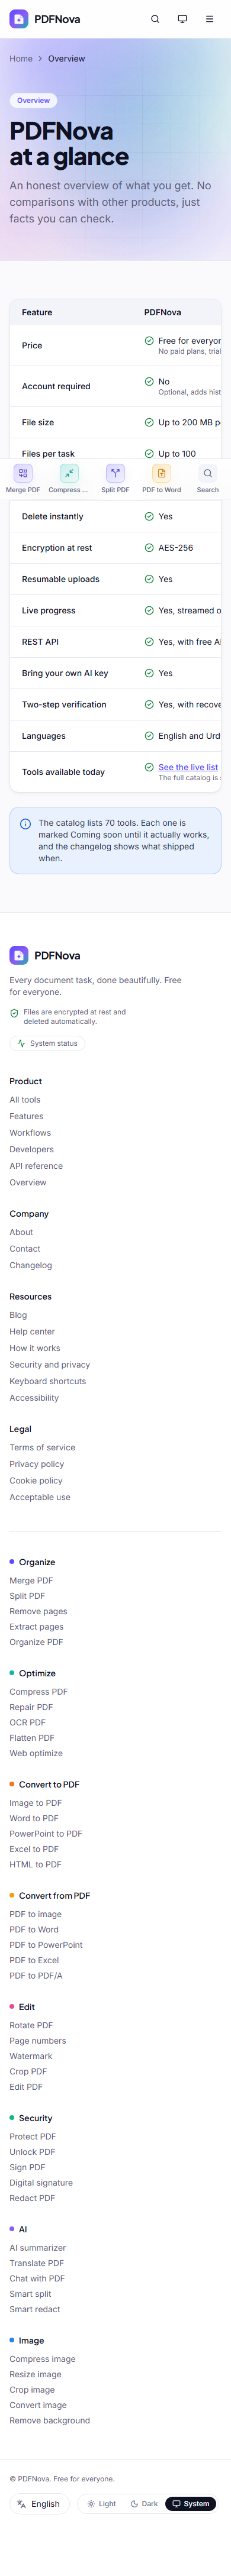 PDFNova
Home > Overview
Overview
PDFNova
at a glance
An honest overview of what you get. No
comparisons with other products, just
facts you can check.
Feature PDFNova
Price Free for everyon
No paid plans, trial
Account required No
Optional, adds hist
File size Up to 200 MB p
Files per task Up to 100
Merge PDF Compress ... Split PDF PDF to Word Search
Delete instantly Yes
Encryption at rest AES-256
Resumable uploads Yes
Live progress Yes, streamed o
REST API Yes, with free A
Bring your own AI key Yes
Two-step verification Yes, with recove
Languages English and Urd
Tools available today See the live list
The full catalog is
The catalog lists 70 tools. Each one is
marked Coming soon until it actually works,
and the changelog shows what shipped
when.
PDFNova
Every document task, done beautifully. Free
for everyone.
Files are encrypted at rest and
deleted automatically.
System status
Product
All tools
Features
Workflows
Developers
API reference
Overview
Company
About
Contact
Changelog
Resources
Blog
Help center
How it works
Security and privacy
Keyboard shortcuts
Accessibility
Legal
Terms of service
Privacy policy
Cookie policy
Acceptable use
Organize
Merge PDF
Split PDF
Remove pages
Extract pages
Organize PDF
Optimize
Compress PDF
Repair PDF
OCR PDF
Flatten PDF
Web optimize
Convert to PDF
Image to PDF
Word to PDF
PowerPoint to PDF
Excel to PDF
HTML to PDF
Convert from PDF
PDF to image
PDF to Word
PDF to PowerPoint
PDF to Excel
PDF to PDF/A
Edit
Rotate PDF
Page numbers
Watermark
Crop PDF
Edit PDF
Security
Protect PDF
Unlock PDF
Sign PDF
Digital signature
Redact PDF
AI
AI summarizer
Translate PDF
Chat with PDF
Smart split
Smart redact
Image
Compress image
Resize image
Crop image
Convert image
Remove background
© PDFNova. Free for everyone.
English Light Dark System